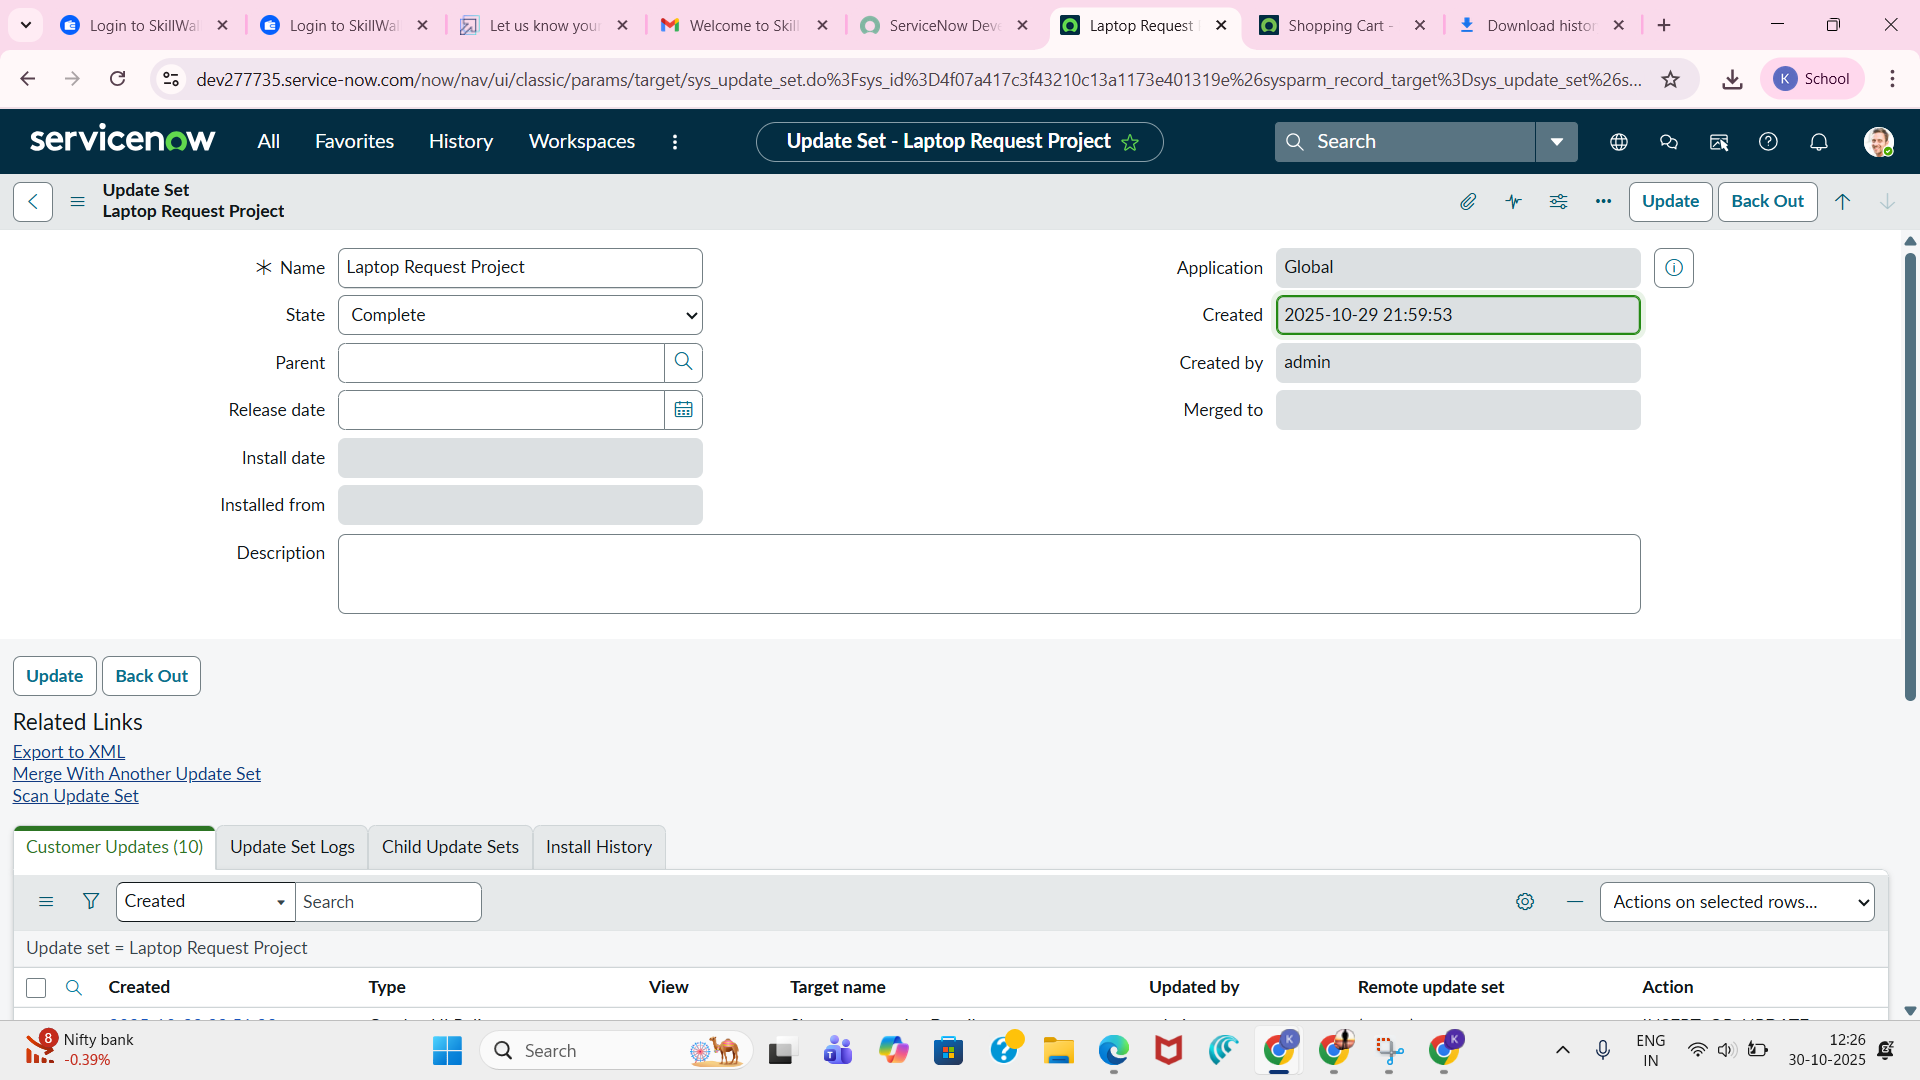 Login to SkillWal
Login to SkillWal
Let us know your
Welcome to Skill
ServiceNow Deve
Laptop Request
Shopping Cart -
Download histor
dev277735.service-now.com/now/nav/ui/classic/params/target/sys_update_set.do%3Fsys_id%3D4f07a417c3f43210c13a1173e401319e%26sysparm_record_target%3Dsys_update_set%26s...
K School
servicenow
All
Favorites
History
Workspaces
Update Set - Laptop Request Project
Search
Update Set
Laptop Request Project
Update
Back Out
Name
Laptop Request Project
Application
Global
State
Complete
Created
2025-10-29 21:59:53
Parent
Created by
admin
Release date
Merged to
Install date
Installed from
Description
Update
Back Out
Related Links
Export to XML
Merge With Another Update Set
Scan Update Set
Customer Updates (10)
Update Set Logs
Child Update Sets
Install History
Created
Search
Actions on selected rows...
Update set = Laptop Request Project
Created
Type
View
Target name
Updated by
Remote update set
Action
8
Nifty bank
-0.39%
Search
ENG
IN
12:26
30-10-2025